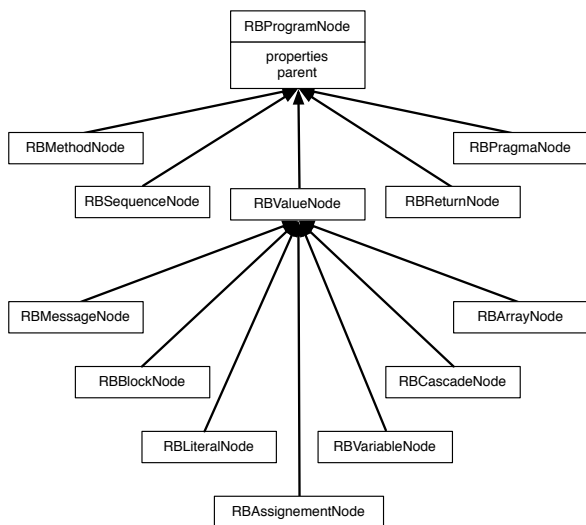 RBProgramNode
properties
parent
RBMethodNode
RBPragmaNode
RBSequenceNode
RBValueNode
RBReturnNode
RBMessageNode
RBArrayNode
RBBlockNode
RBCascadeNode
RBLiteralNode
RBVariableNode
RBAssignementNode